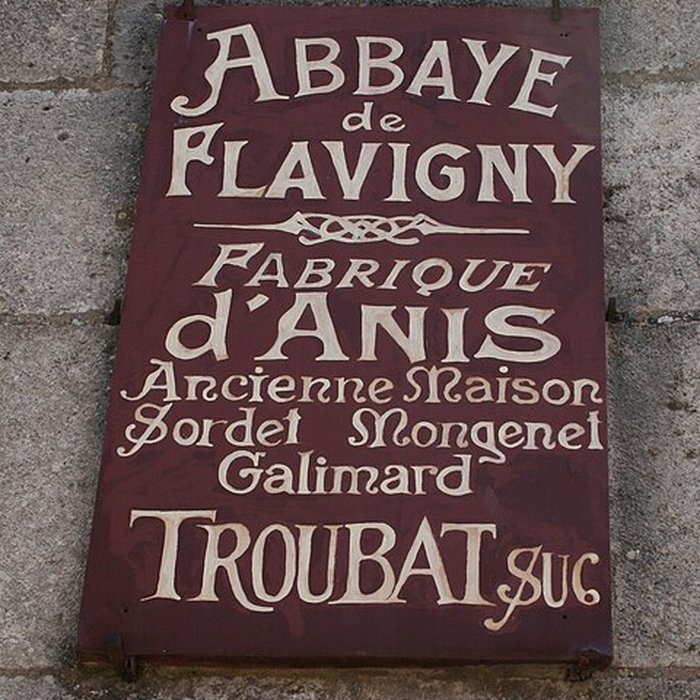 ABBAYE
de
FLAVIGNY
FABRIQUE
d'ANIS
Ancienne Maison
Sordet Mongenet
Galimard
TROUBAT SUC.